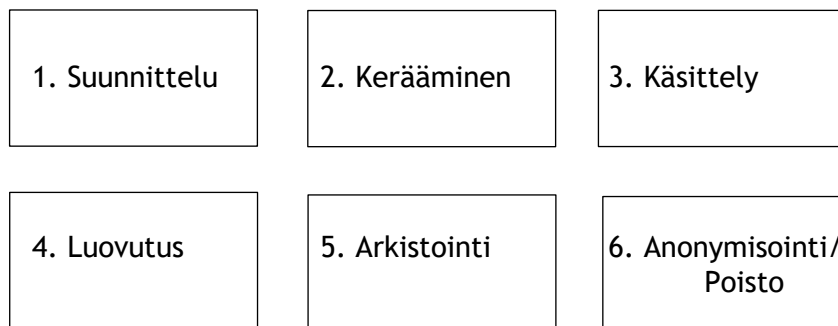 1. Suunnittelu
2. Kerääminen
3. Käsittely
4. Luovutus
5. Arkistointi
6. Anonymisointi/
Poisto